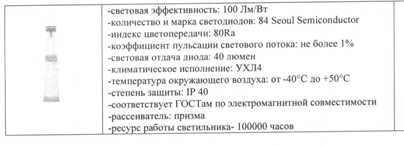 -световая эффективность: 100 Лм/Вт
-количество и марка светодиодов: 84 Seoul Semiconductor
-индекс цветопередачи: 80Ra
-коэффициент пульсации светового потока: не более 1%
-световая отдача диода: 40 люмен
-климатическое исполнение: УХЛ4
-температура окружающего воздуха: от -40°С до +50°С
-степень защиты: IP 40
-соответствует ГОСТам по электромагнитной совместимости
-рассеиватель: призма
-ресурс работы светильника- 100000 часов